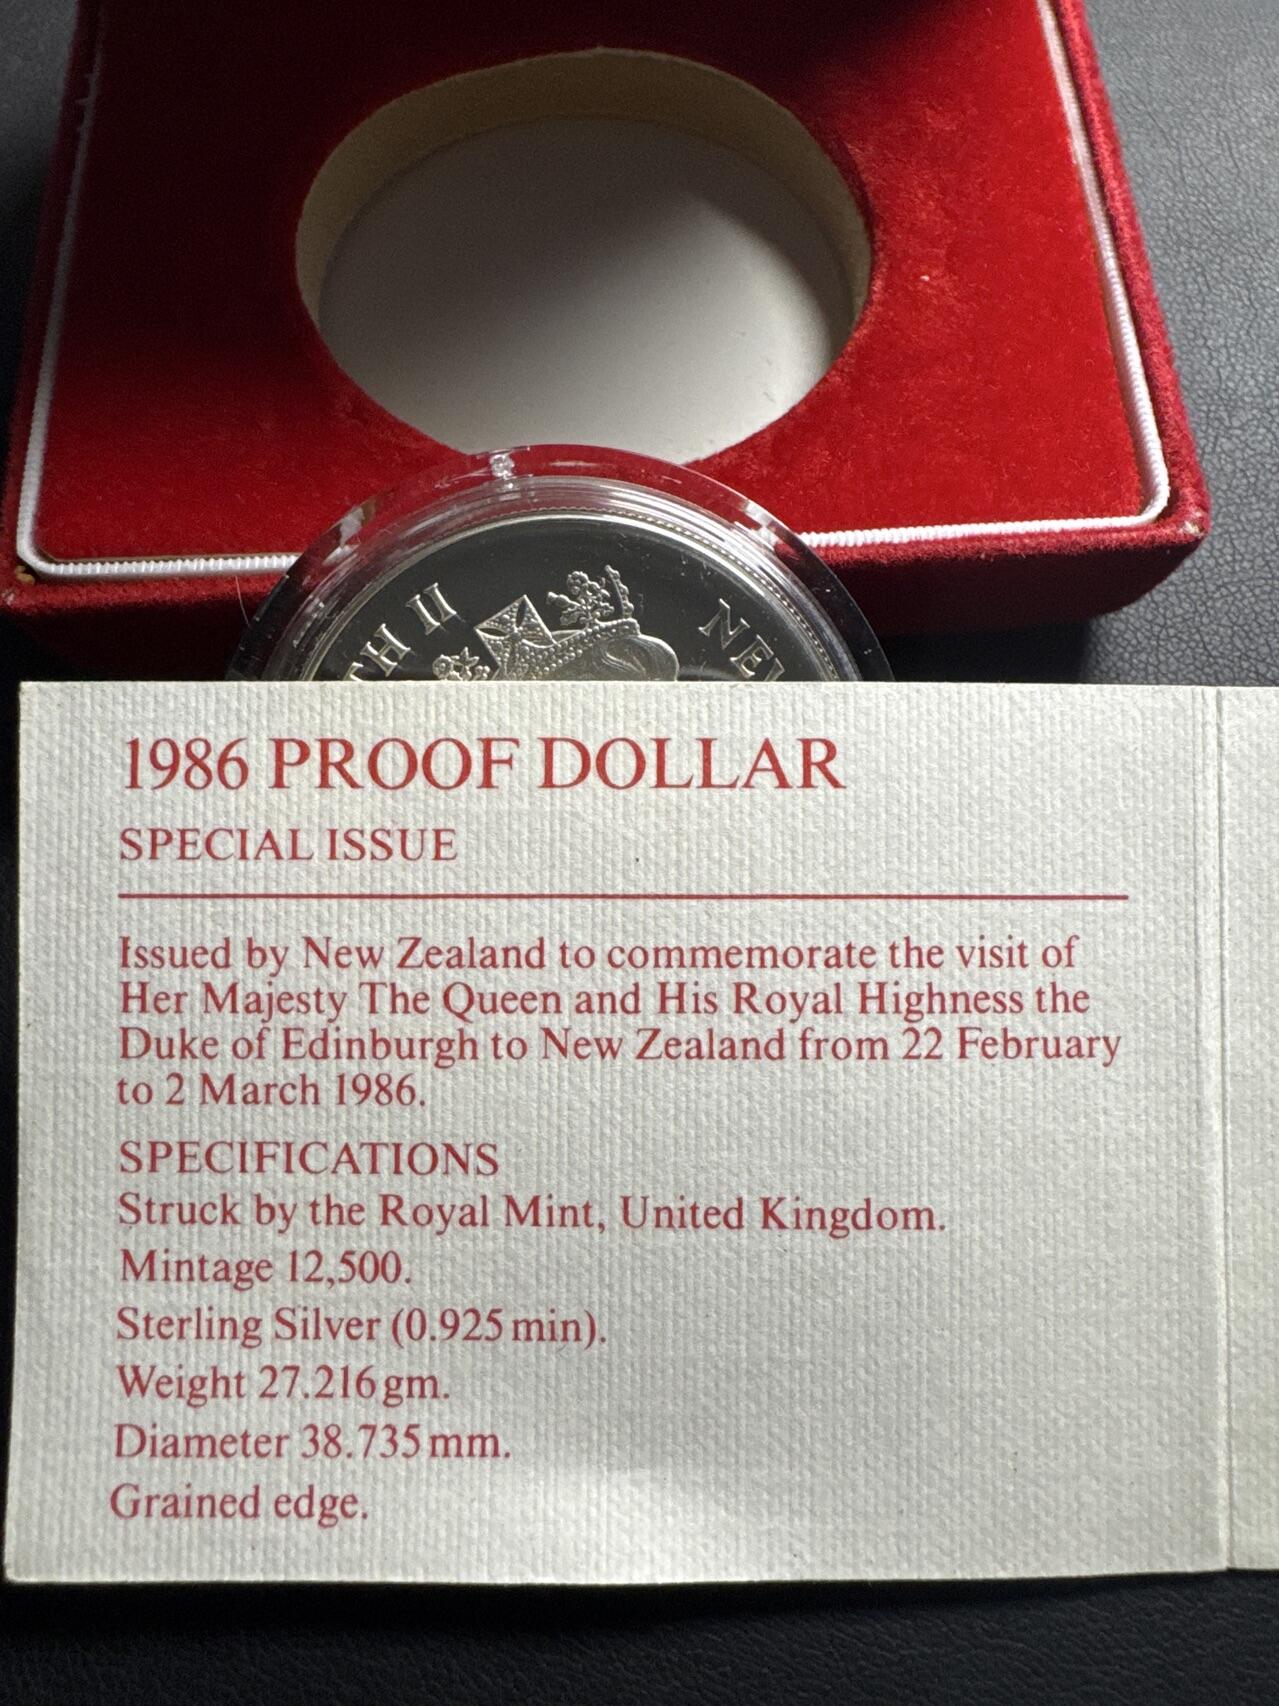 TH II
NEW
1986 PROOF DOLLAR
SPECIAL ISSUE
Issued by New Zealand to commemorate the visit of
Her Majesty The Queen and His Royal Highness the
Duke of Edinburgh to New Zealand from 22 February
to 2 March 1986.
SPECIFICATIONS
Struck by the Royal Mint, United Kingdom.
Mintage 12,500.
Sterling Silver (0.925 min).
Weight 27.216 gm.
Diameter 38.735 mm.
Grained edge.